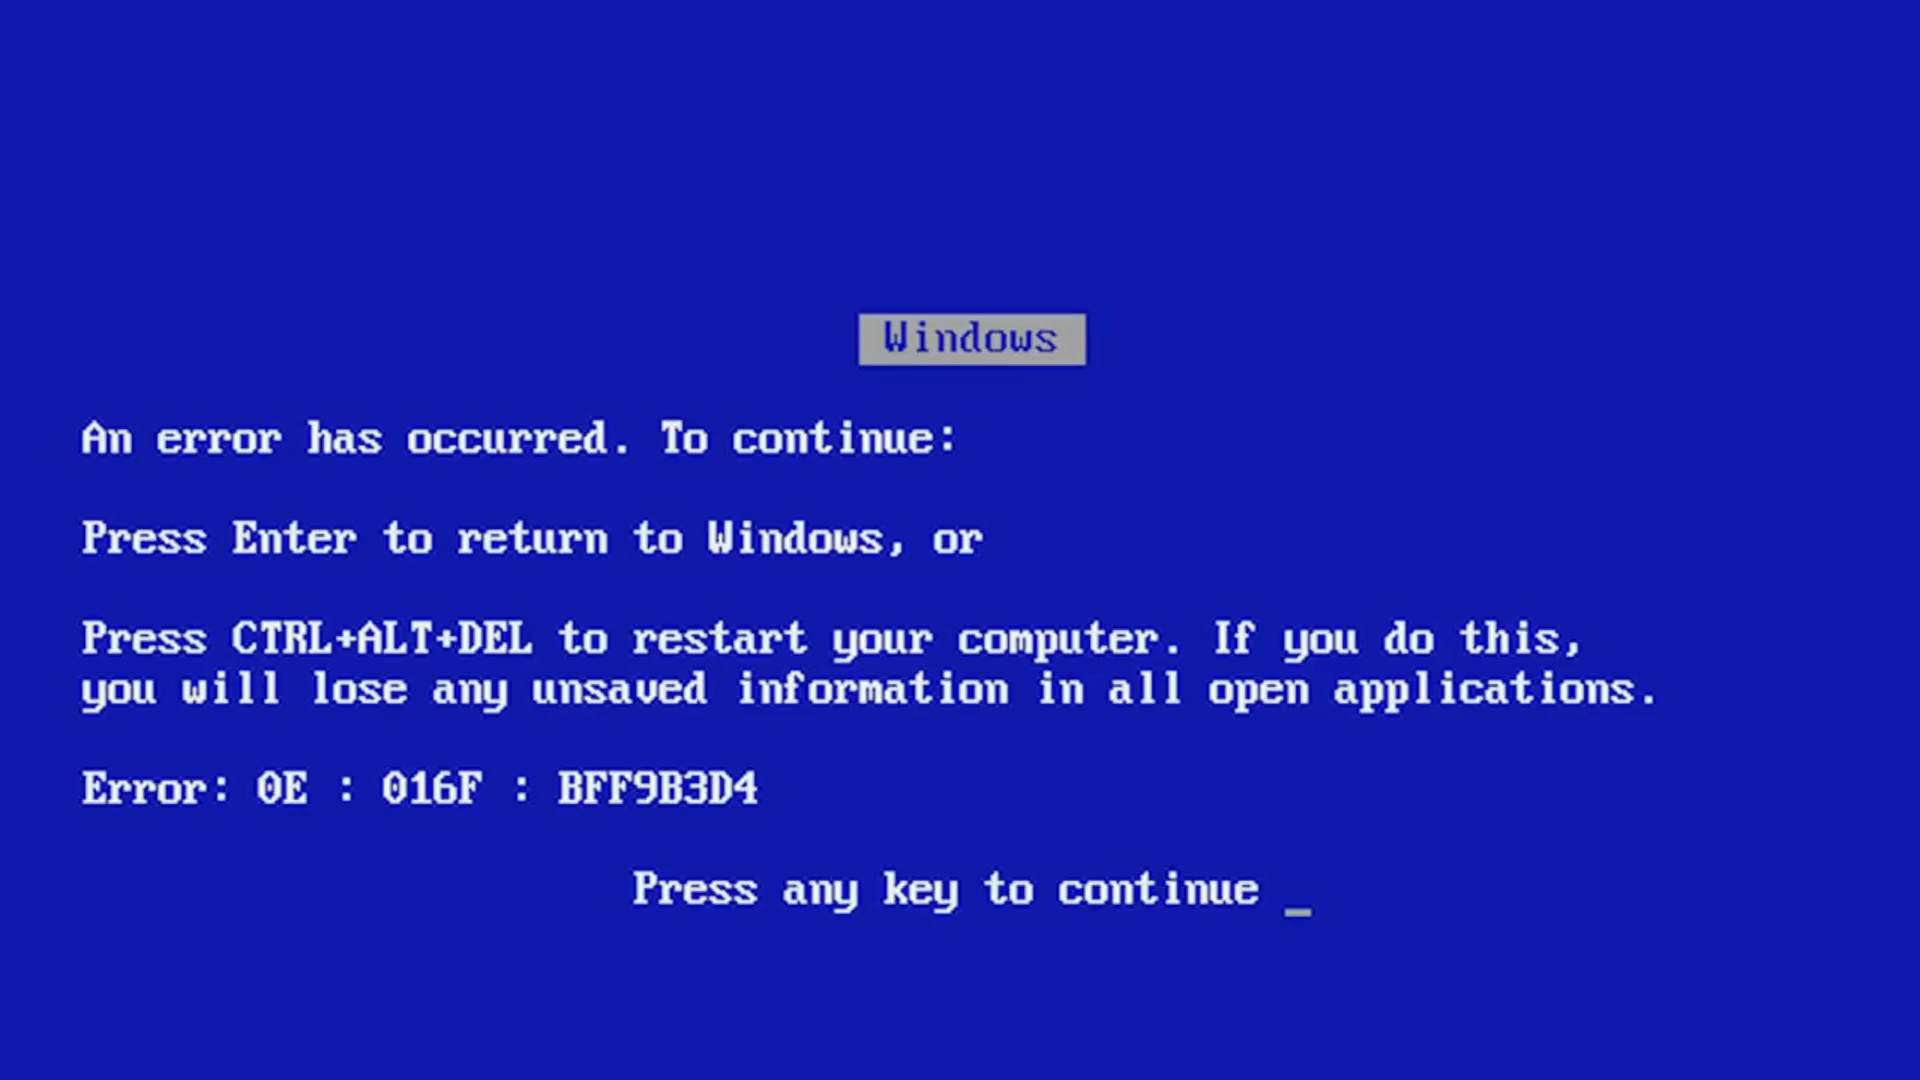 Windows
An error has occurred. To continue:
Press Enter to return to Windows, or
Press CTRL+ALT+DEL to restart your computer. If you do this,
you will lose any unsaved information in all open applications.
Error: 0E : 016F : BFF9B3D4
Press any key to continue _